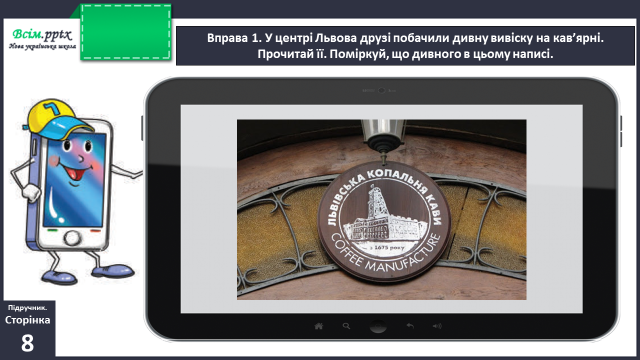 Всім.pptx
Нова українська школа
Вправа 1. У центрі Львова друзі побачили дивну вивіску на кав’ярні.
Прочитай її. Поміркуй, що дивного в цьому написі.
ЛЬВІВСЬКА КОПАЛЬНЯ КАВИ
з 1675 року
COFFEE MANUFACTURE
Підручник.
Сторінка
8